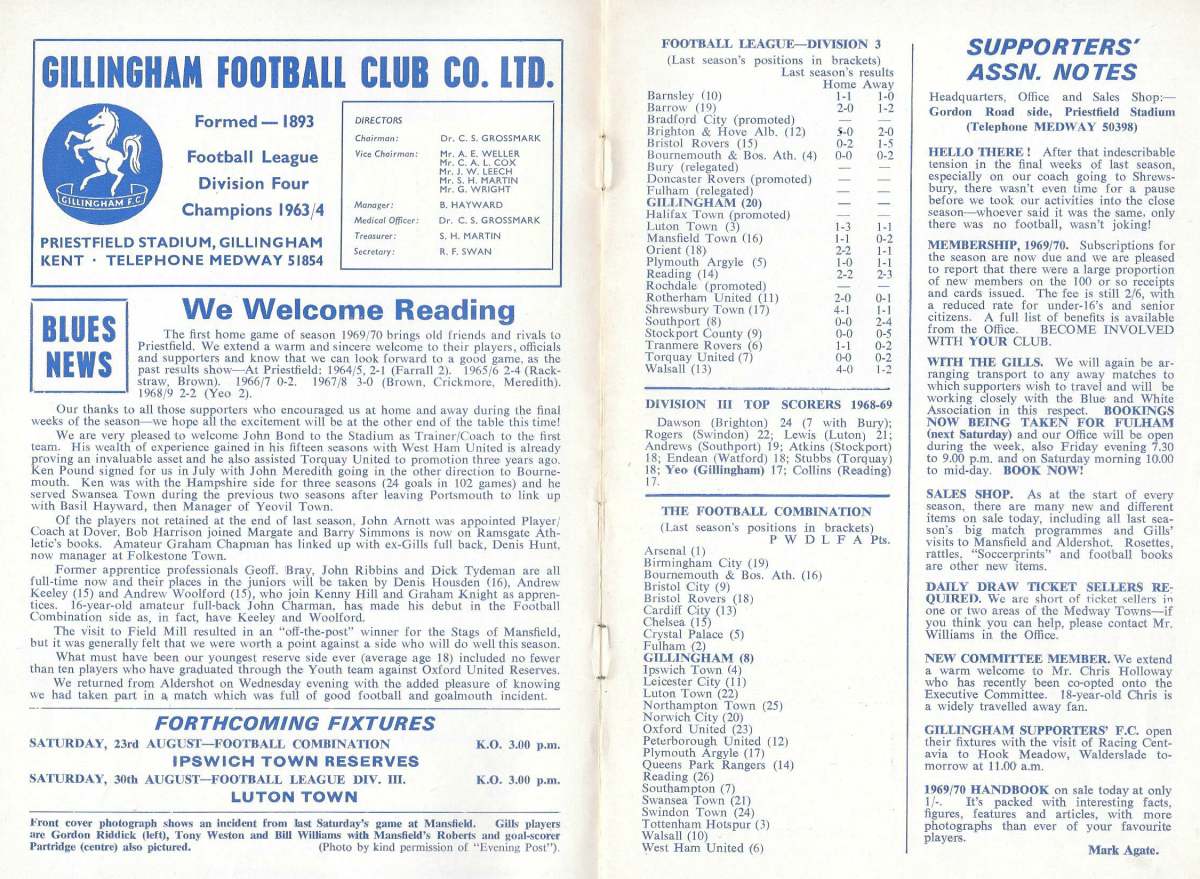 GILLINGHAM FOOTBALL CLUB CO. LTD.
GILLINGHAM F.C.
Formed — 1893
Football League
Division Four
Champions 1963/4
PRIESTFIELD STADIUM, GILLINGHAM
KENT · TELEPHONE MEDWAY 51854
DIRECTORS
Chairman: Dr. C. S. GROSSMARK
Vice Chairman: Mr. A. E. WELLER
Mr. C. A. L. COX
Mr. J. W. LEECH
Mr. S. H. MARTIN
Mr. G. WRIGHT
Manager: B. HAYWARD
Medical Officer: Dr. C. S. GROSSMARK
Treasurer: S. H. MARTIN
Secretary: R. F. SWAN
BLUES
NEWS
We Welcome Reading
The first home game of season 1969/70 brings old friends and rivals to
Priestfield. We extend a warm and sincere welcome to their players, officials
and supporters and know that we can look forward to a good game, as the
past results show—At Priestfield: 1964/5, 2-1 (Farrall 2). 1965/6 2-4 (Rack-
straw, Brown). 1966/7 0-2. 1967/8 3-0 (Brown, Crickmore, Meredith).
1968/9 2-2 (Yeo 2).
Our thanks to all those supporters who encouraged us at home and away during the final
weeks of the season—we hope all the excitement will be at the other end of the table this time!
We are very pleased to welcome John Bond to the Stadium as Trainer/Coach to the first
team. His wealth of experience gained in his fifteen seasons with West Ham United is already
proving an invaluable asset and he also assisted Torquay United to promotion three years ago.
Ken Pound signed for us in July with John Meredith going in the other direction to Bourne-
mouth. Ken was with the Hampshire side for three seasons (24 goals in 102 games) and he
served Swansea Town during the previous two seasons after leaving Portsmouth to link up
with Basil Hayward, then Manager of Yeovil Town.
Of the players not retained at the end of last season, John Arnott was appointed Player/
Coach at Dover, Bob Harrison joined Margate and Barry Simmons is now on Ramsgate Ath-
letic's books. Amateur Graham Chapman has linked up with ex-Gills full back, Denis Hunt,
now manager at Folkestone Town.
Former apprentice professionals Geoff. Bray, John Ribbins and Dick Tydeman are all
full-time now and their places in the juniors will be taken by Denis Housden (16), Andrew
Keeley (15) and Andrew Woolford (15), who join Kenny Hill and Graham Knight as appren-
tices. 16-year-old amateur full-back John Charman, has made his debut in the Football
Combination side as, in fact, have Keeley and Woolford.
The visit to Field Mill resulted in an "off-the-post" winner for the Stags of Mansfield,
but it was generally felt that we were worth a point against a side who will do well this season.
What must have been our youngest reserve side ever (average age 18) included no fewer
than ten players who have graduated through the Youth team against Oxford United Reserves.
We returned from Aldershot on Wednesday evening with the added pleasure of knowing
we had taken part in a match which was full of good football and goalmouth incident.
FORTHCOMING FIXTURES
SATURDAY, 23rd AUGUST—FOOTBALL COMBINATION K.O. 3.00 p.m.
IPSWICH TOWN RESERVES
SATURDAY, 30th AUGUST—FOOTBALL LEAGUE DIV. III. K.O. 3.00 p.m.
LUTON TOWN
Front cover photograph shows an incident from last Saturday's game at Mansfield. Gills players
are Gordon Riddick (left), Tony Weston and Bill Williams with Mansfield's Roberts and goal-scorer
Partridge (centre) also pictured. (Photo by kind permission of "Evening Post").
FOOTBALL LEAGUE—DIVISION 3
(Last season's positions in brackets)
Last season's results
Home Away
Barnsley (10) 1-1 1-0
Barrow (19) 2-0 1-2
Bradford City (promoted) — —
Brighton & Hove Alb. (12) 5-0 2-0
Bristol Rovers (15) 0-2 1-5
Bournemouth & Bos. Ath. (4) 0-0 0-2
Bury (relegated) — —
Doncaster Rovers (promoted) — —
Fulham (relegated) — —
GILLINGHAM (20) — —
Halifax Town (promoted) — —
Luton Town (3) 1-3 1-1
Mansfield Town (16) 1-1 0-2
Orient (18) 2-2 1-1
Plymouth Argyle (5) 1-0 1-1
Reading (14) 2-2 2-3
Rochdale (promoted) — —
Rotherham United (11) 2-0 0-1
Shrewsbury Town (17) 4-1 1-1
Southport (8) 0-0 2-4
Stockport County (9) 0-0 0-5
Tranmere Rovers (6) 1-1 0-2
Torquay United (7) 0-0 0-2
Walsall (13) 4-0 1-2
DIVISION III TOP SCORERS 1968-69
Dawson (Brighton) 24 (7 with Bury);
Rogers (Swindon) 22; Lewis (Luton) 21;
Andrews (Southport) 19; Atkins (Stockport)
18; Endean (Watford) 18; Stubbs (Torquay)
18; Yeo (Gillingham) 17; Collins (Reading)
17.
THE FOOTBALL COMBINATION
(Last season's positions in brackets)
P W D L F A Pts.
Arsenal (1)
Birmingham City (19)
Bournemouth & Bos. Ath. (16)
Bristol City (9)
Bristol Rovers (18)
Cardiff City (13)
Chelsea (15)
Crystal Palace (5)
Fulham (2)
GILLINGHAM (8)
Ipswich Town (4)
Leicester City (11)
Luton Town (22)
Northampton Town (25)
Norwich City (20)
Oxford United (23)
Peterborough United (12)
Plymouth Argyle (17)
Queens Park Rangers (14)
Reading (26)
Southampton (7)
Swansea Town (21)
Swindon Town (24)
Tottenham Hotspur (3)
Walsall (10)
West Ham United (6)
SUPPORTERS'
ASSN. NOTES
Headquarters, Office and Sales Shop:—
Gordon Road side, Priestfield Stadium
(Telephone MEDWAY 50398)
HELLO THERE! After that indescribable
tension in the final weeks of last season,
especially on our coach going to Shrews-
bury, there wasn't even time for a pause
before we took our activities into the close
season—whoever said it was the same, only
there was no football, wasn't joking!
MEMBERSHIP, 1969/70. Subscriptions for
the season are now due and we are pleased
to report that there were a large proportion
of new members on the 100 or so receipts
and cards issued. The fee is still 2/6, with
a reduced rate for under-16's and senior
citizens. A full list of benefits is available
from the Office. BECOME INVOLVED
WITH YOUR CLUB.
WITH THE GILLS. We will again be ar-
ranging transport to any away matches to
which supporters wish to travel and will be
working closely with the Blue and White
Association in this respect. BOOKINGS
NOW BEING TAKEN FOR FULHAM
(next Saturday) and our Office will be open
during the week, also Friday evening 7.30
to 9.00 p.m. and on Saturday morning 10.00
to mid-day. BOOK NOW!
SALES SHOP. As at the start of every
season, there are many new and different
items on sale today, including all last sea-
son's big match programmes and Gills'
visits to Mansfield and Aldershot. Rosettes,
rattles, "Soccerprints" and football books
are other new items.
DAILY DRAW TICKET SELLERS RE-
QUIRED. We are short of ticket sellers in
one or two areas of the Medway Towns—if
you think you can help, please contact Mr.
Williams in the Office.
NEW COMMITTEE MEMBER. We extend
a warm welcome to Mr. Chris Holloway
who has recently been co-opted onto the
Executive Committee. 18-year-old Chris is
a widely travelled away fan.
GILLINGHAM SUPPORTERS' F.C. open
their fixtures with the visit of Racing Cent-
avia to Hook Meadow, Walderslade to-
morrow at 11.00 a.m.
1969/70 HANDBOOK on sale today at only
1/-. It's packed with interesting facts,
figures, features and articles, with more
photographs than ever of your favourite
players.
Mark Agate.